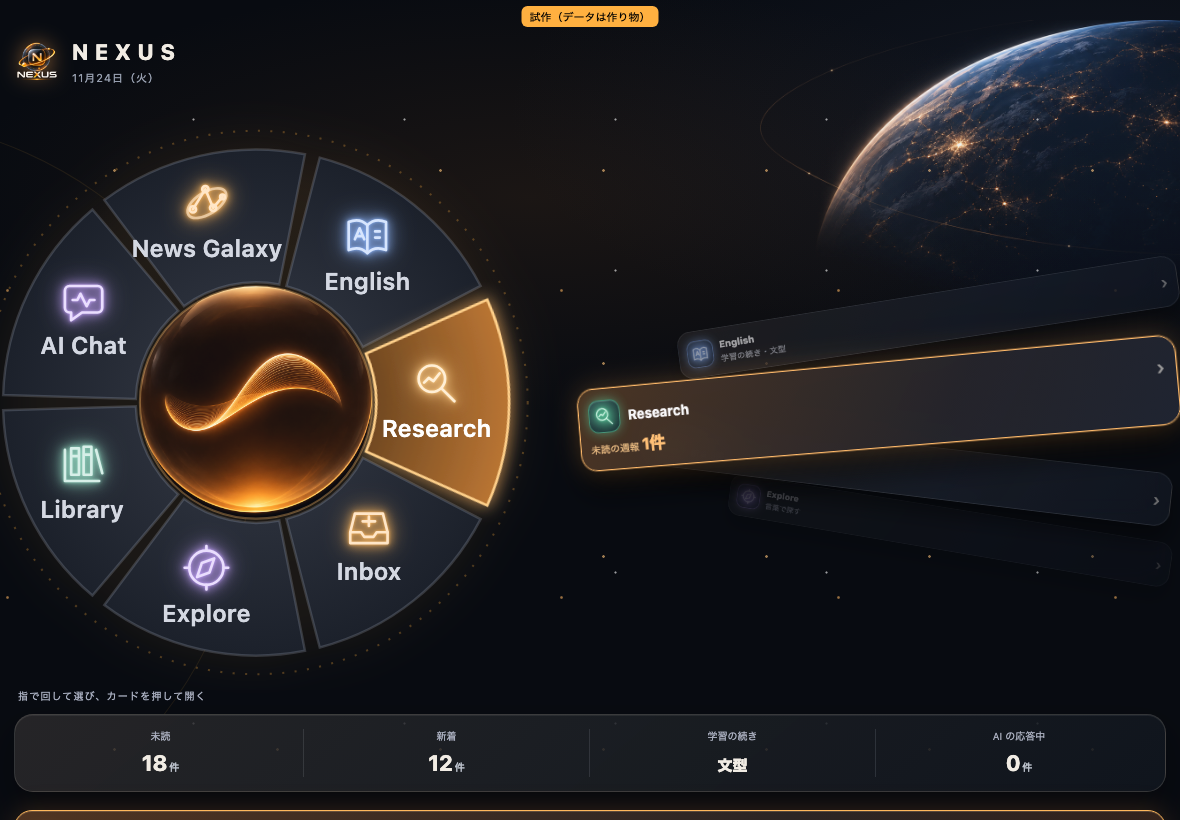 試作（データは作り物）
NEXUS
NEXUS
11月24日（火）
News Galaxy
English
AI Chat
Research
Library
Inbox
Explore
English
学習の続き・文型
Research
未読の通報 1件
Explore
指で回して選び、カードを押して開く
未読
18件
新着
12件
学習の続き
文型
AI の応答中
0件